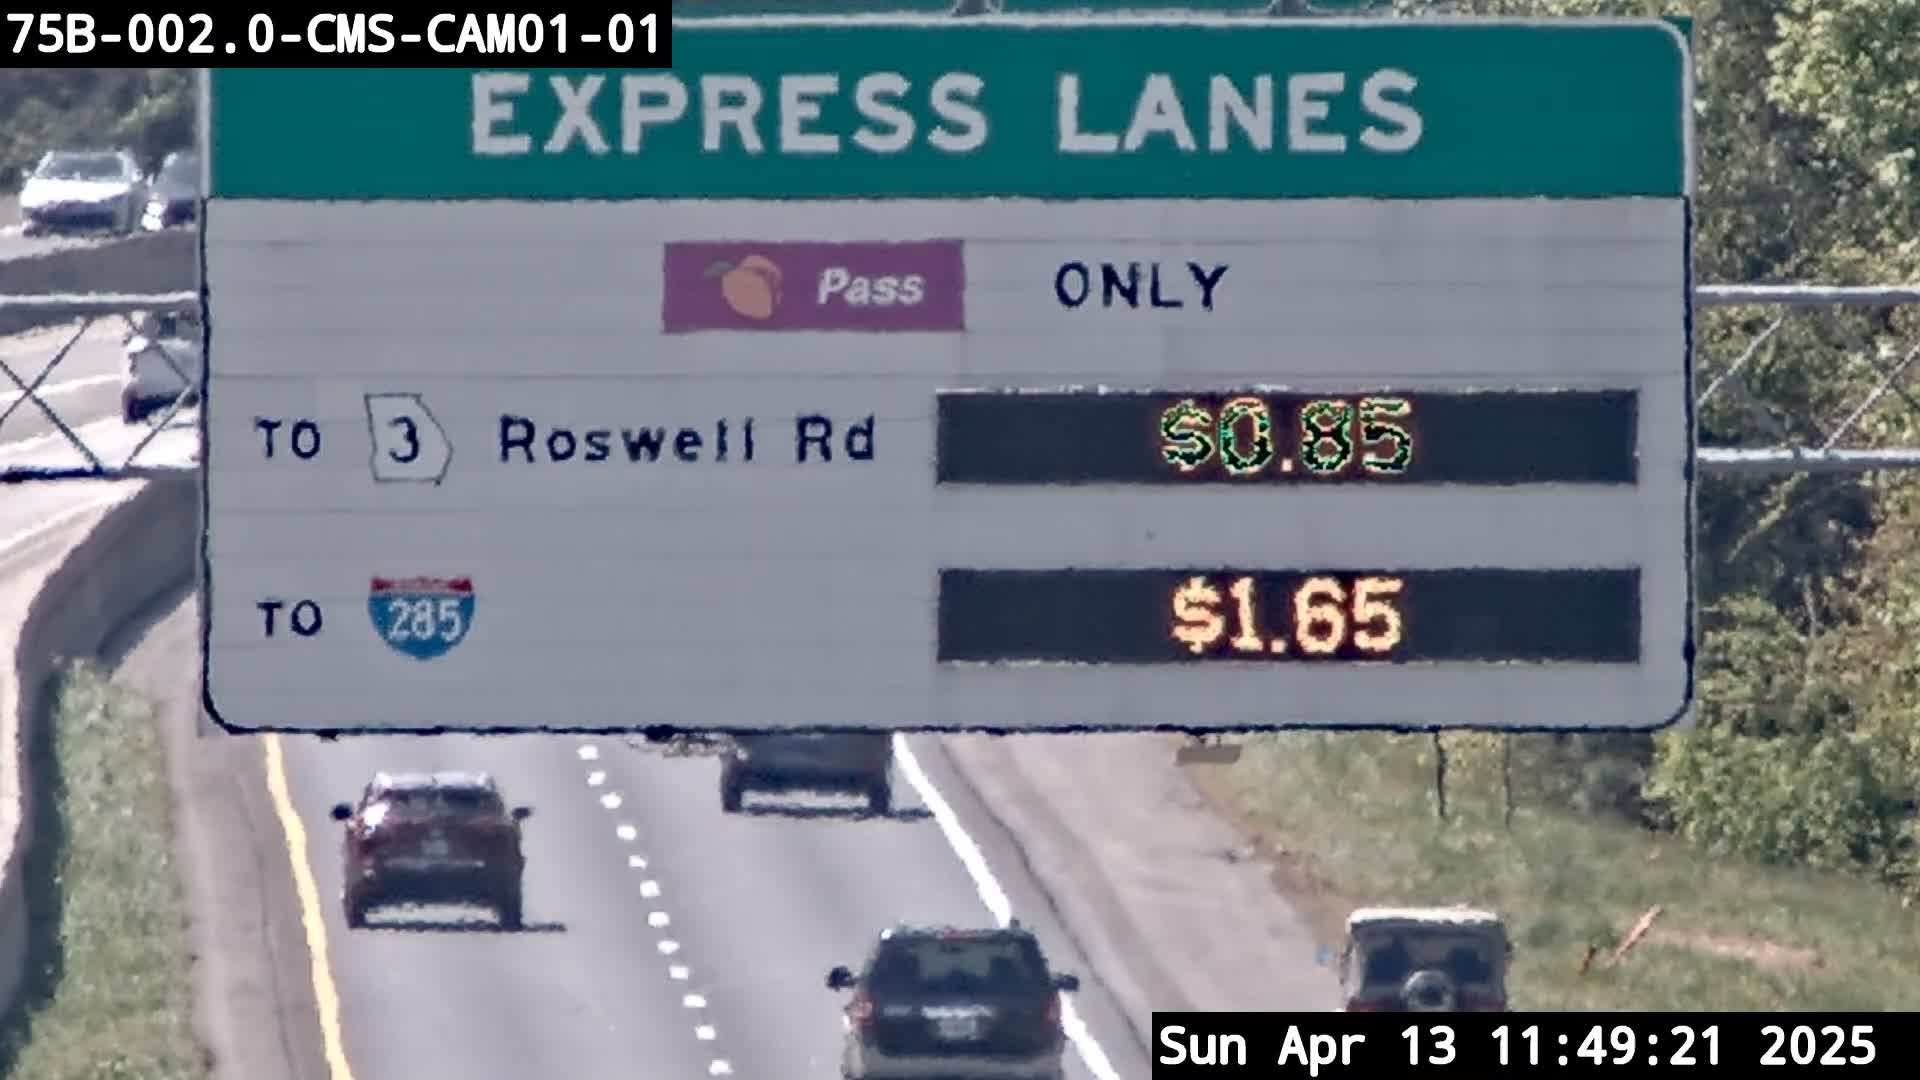 75B-002.0-CMS-CAM01-01
EXPRESS LANES
Pass ONLY
TO 3 Roswell Rd $0.85
TO 285 $1.65
Sun Apr 13 11:49:21 2025